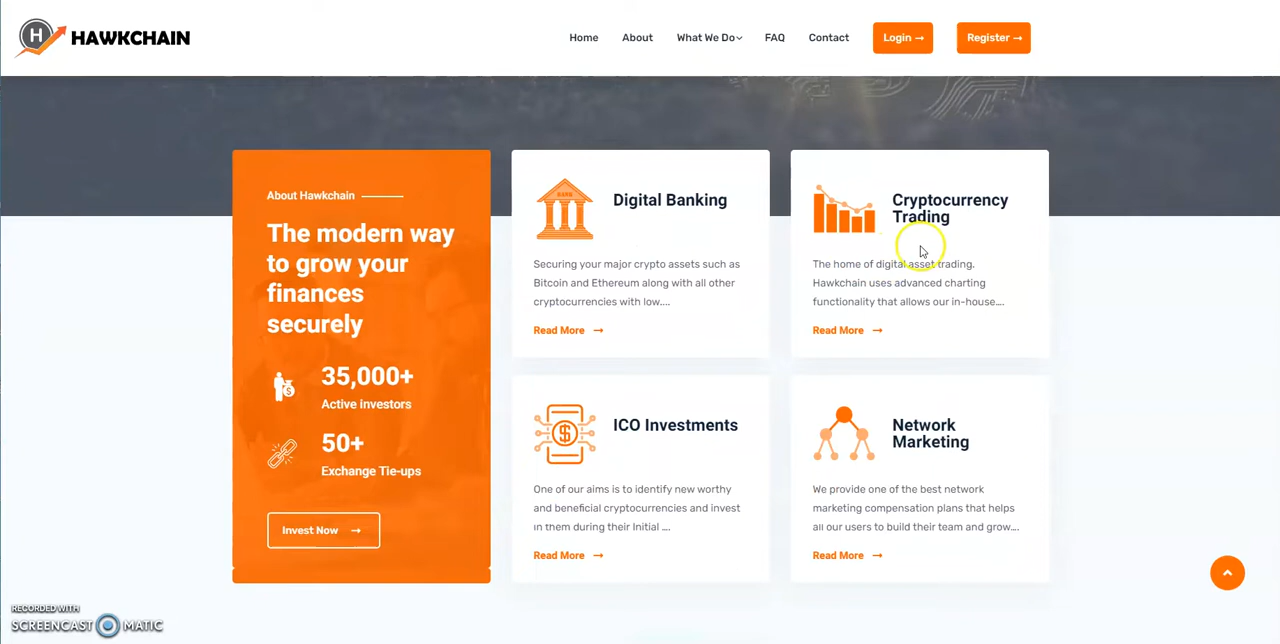 H HAWKCHAIN
Home About What We Do FAQ Contact Login → Register →
About Hawkchain
The modern way
to grow your
finances
securely
35,000+
Active investors
50+
Exchange Tie-ups
Invest Now →
BANK
Digital Banking
Securing your major crypto assets such as
Bitcoin and Ethereum along with all other
cryptocurrencies with low....
Read More →
Cryptocurrency
Trading
The home of digital asset trading.
Hawkchain uses advanced charting
functionality that allows our in-house....
Read More →
ICO Investments
One of our aims is to identify new worthy
and beneficial cryptocurrencies and invest
in them during their Initial ....
Read More →
Network
Marketing
We provide one of the best network
marketing compensation plans that helps
all our users to build their team and grow....
Read More →
RECORDED WITH
SCREENCAST MATIC